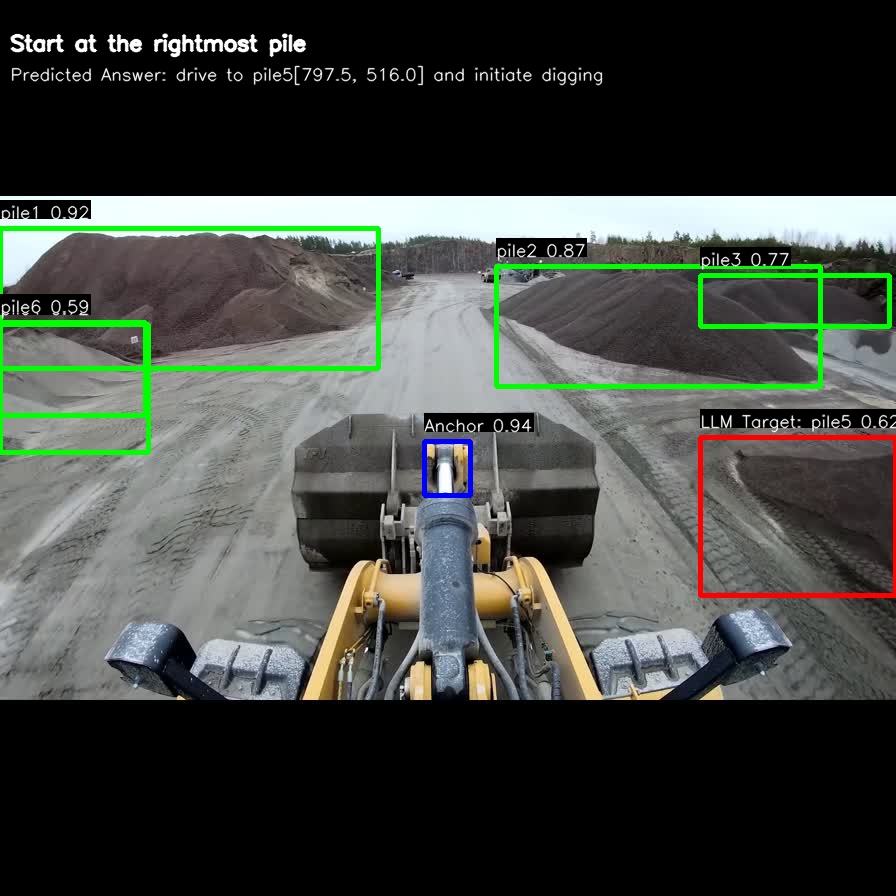 Start at the rightmost pile
Predicted Answer: drive to pile5[797.5, 516.0] and initiate digging
pile1 0.92
pile2 0.87
pile3 0.77
pile6 0.59
LLM Target: pile5 0.62
Anchor 0.94